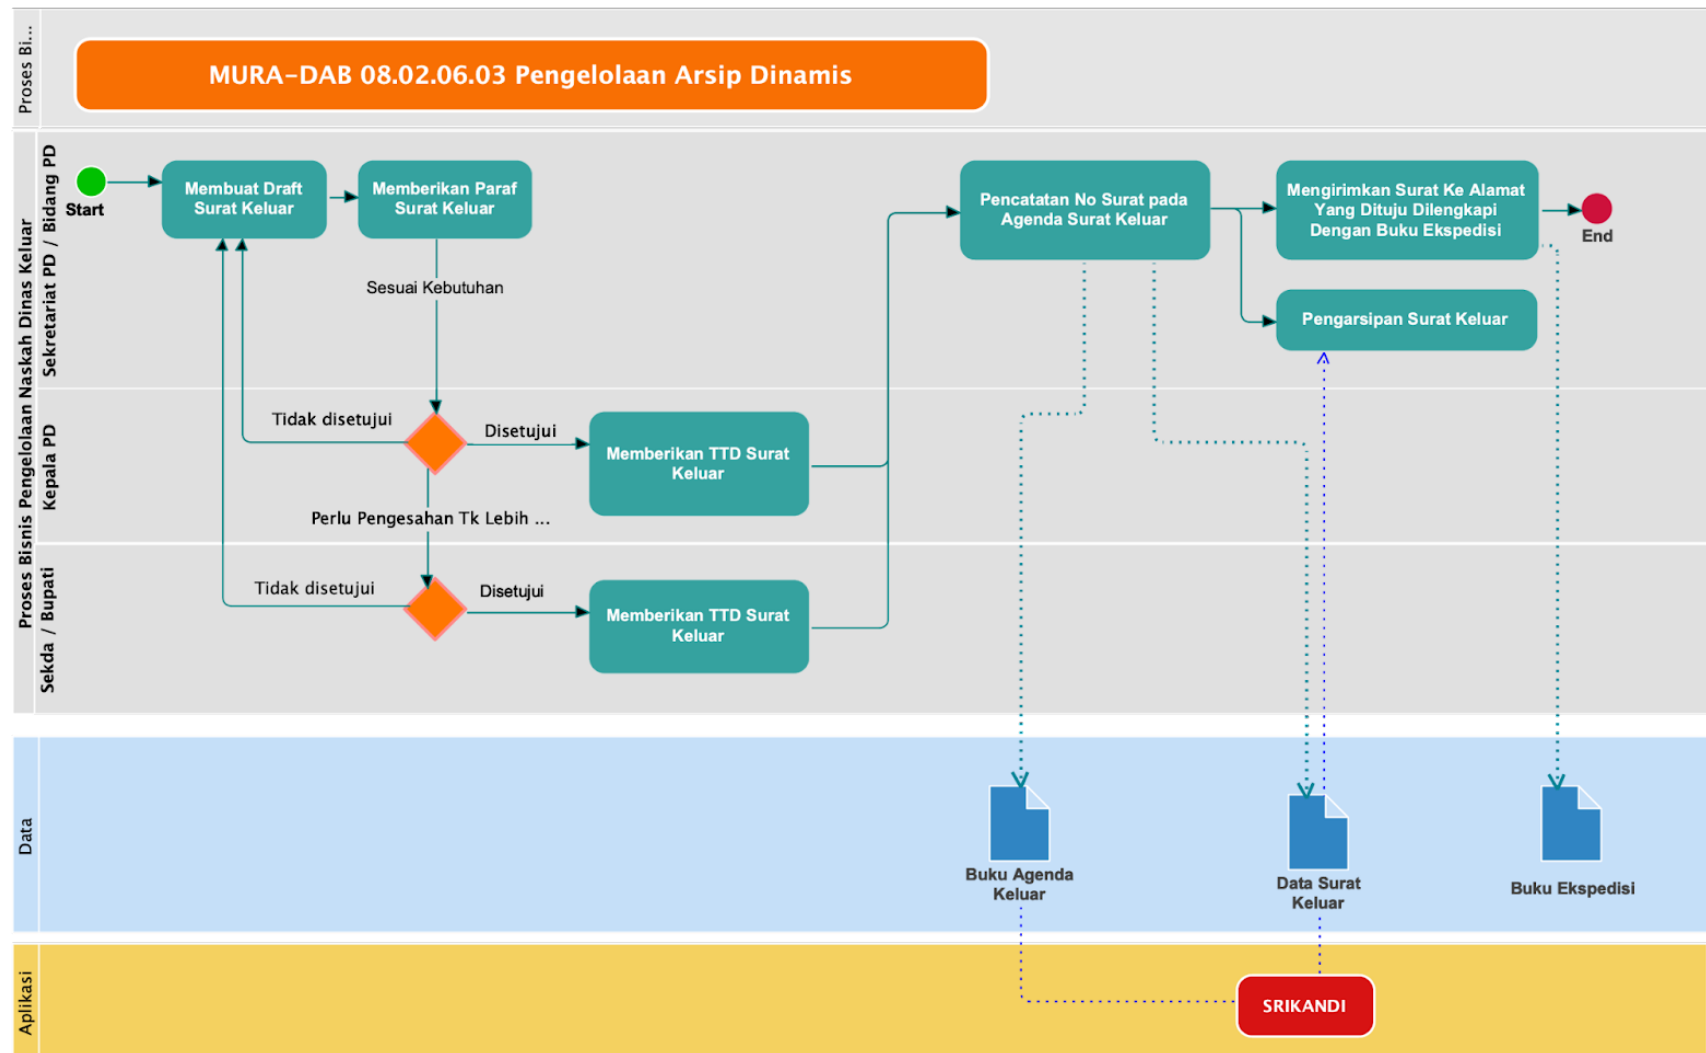 Proses Bi...
MURA-DAB 08.02.06.03 Pengelolaan Arsip Dinamis
Proses Bisnis Pengelolaan Naskah Dinas Keluar
Sekretariat PD / Bidang PD
Start
Membuat Draft
Surat Keluar
Memberikan Paraf
Surat Keluar
Sesuai Kebutuhan
Pencatatan No Surat pada
Agenda Surat Keluar
Mengirimkan Surat Ke Alamat
Yang Dituju Dilengkapi
Dengan Buku Ekspedisi
End
Pengarsipan Surat Keluar
Kepala PD
Tidak disetujui
Disetujui
Memberikan TTD Surat
Keluar
Perlu Pengesahan Tk Lebih ...
Sekda / Bupati
Tidak disetujui
Disetujui
Memberikan TTD Surat
Keluar
Data
Buku Agenda
Keluar
Data Surat
Keluar
Buku Ekspedisi
Aplikasi
SRIKANDI